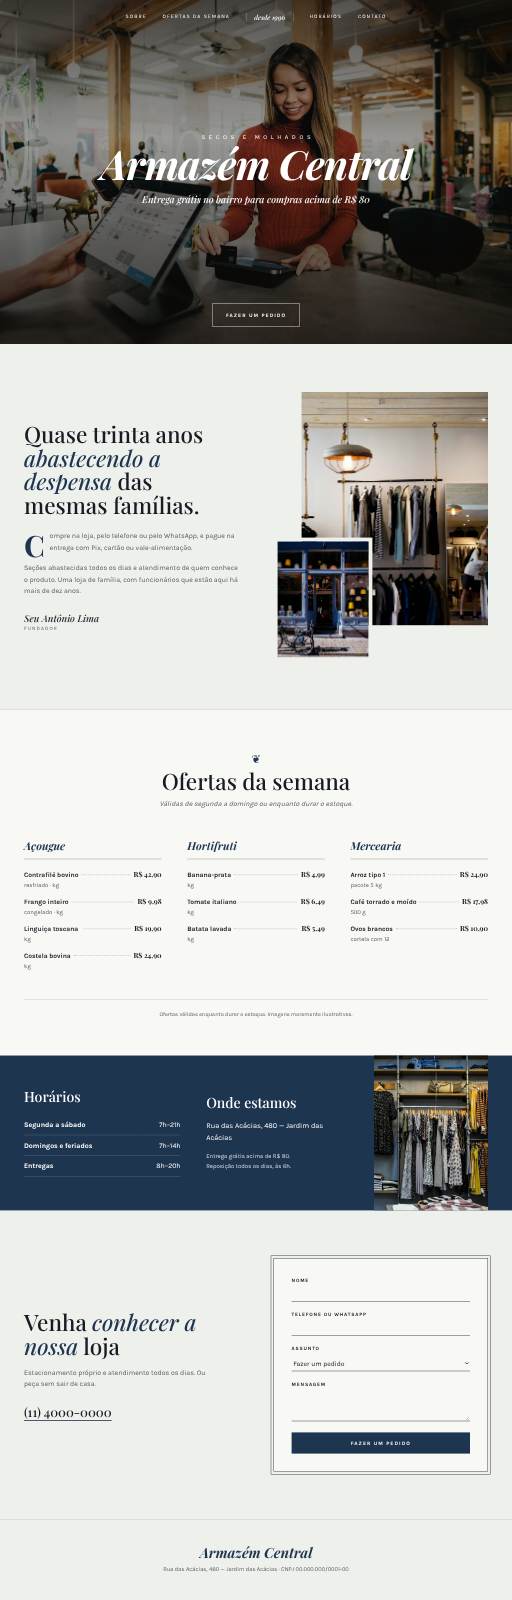 SOBRE
OFERTAS DA SEMANA
desde 1996
HORÁRIOS
CONTATO
SECOS E MOLHADOS
Armazém Central
Entrega grátis no bairro para compras acima de R$ 80
FAZER UM PEDIDO
Quase trinta anos
abastecendo a
despensa das
mesmas famílias.
Compre na loja, pelo telefone ou pelo WhatsApp, e pague na
entrega com Pix, cartão ou vale-alimentação.
Seções abastecidas todos os dias e atendimento de quem conhece
o produto. Uma loja de família, com funcionários que estão aqui há
mais de dez anos.
Seu Antônio Lima
FUNDADOR
Ofertas da semana
Válidas de segunda a domingo ou enquanto durar o estoque.
Açougue
Contrafilé bovino R$ 42,90
resfriado · kg
Frango inteiro R$ 9,98
congelado · kg
Linguiça toscana R$ 19,90
kg
Costela bovina R$ 24,90
kg
Hortifruti
Banana-prata R$ 4,99
kg
Tomate italiano R$ 6,49
kg
Batata lavada R$ 5,49
kg
Mercearia
Arroz tipo 1 R$ 24,90
pacote 5 kg
Café torrado e moído R$ 17,98
500 g
Ovos brancos R$ 10,90
cartela com 12
Ofertas válidas enquanto durar o estoque. Imagens meramente ilustrativas.
Horários
Segunda a sábado 7h–21h
Domingos e feriados 7h–14h
Entregas 8h–20h
Onde estamos
Rua das Acácias, 480 — Jardim das
Acácias
Entrega grátis acima de R$ 80.
Reposição todos os dias, às 6h.
Venha conhecer a
nossa loja
Estacionamento próprio e atendimento todos os dias. Ou
peça sem sair de casa.
(11) 4000-0000
NOME
TELEFONE OU WHATSAPP
ASSUNTO
Fazer um pedido
MENSAGEM
FAZER UM PEDIDO
Armazém Central
Rua das Acácias, 480 — Jardim das Acácias · CNPJ 00.000.000/0001-00